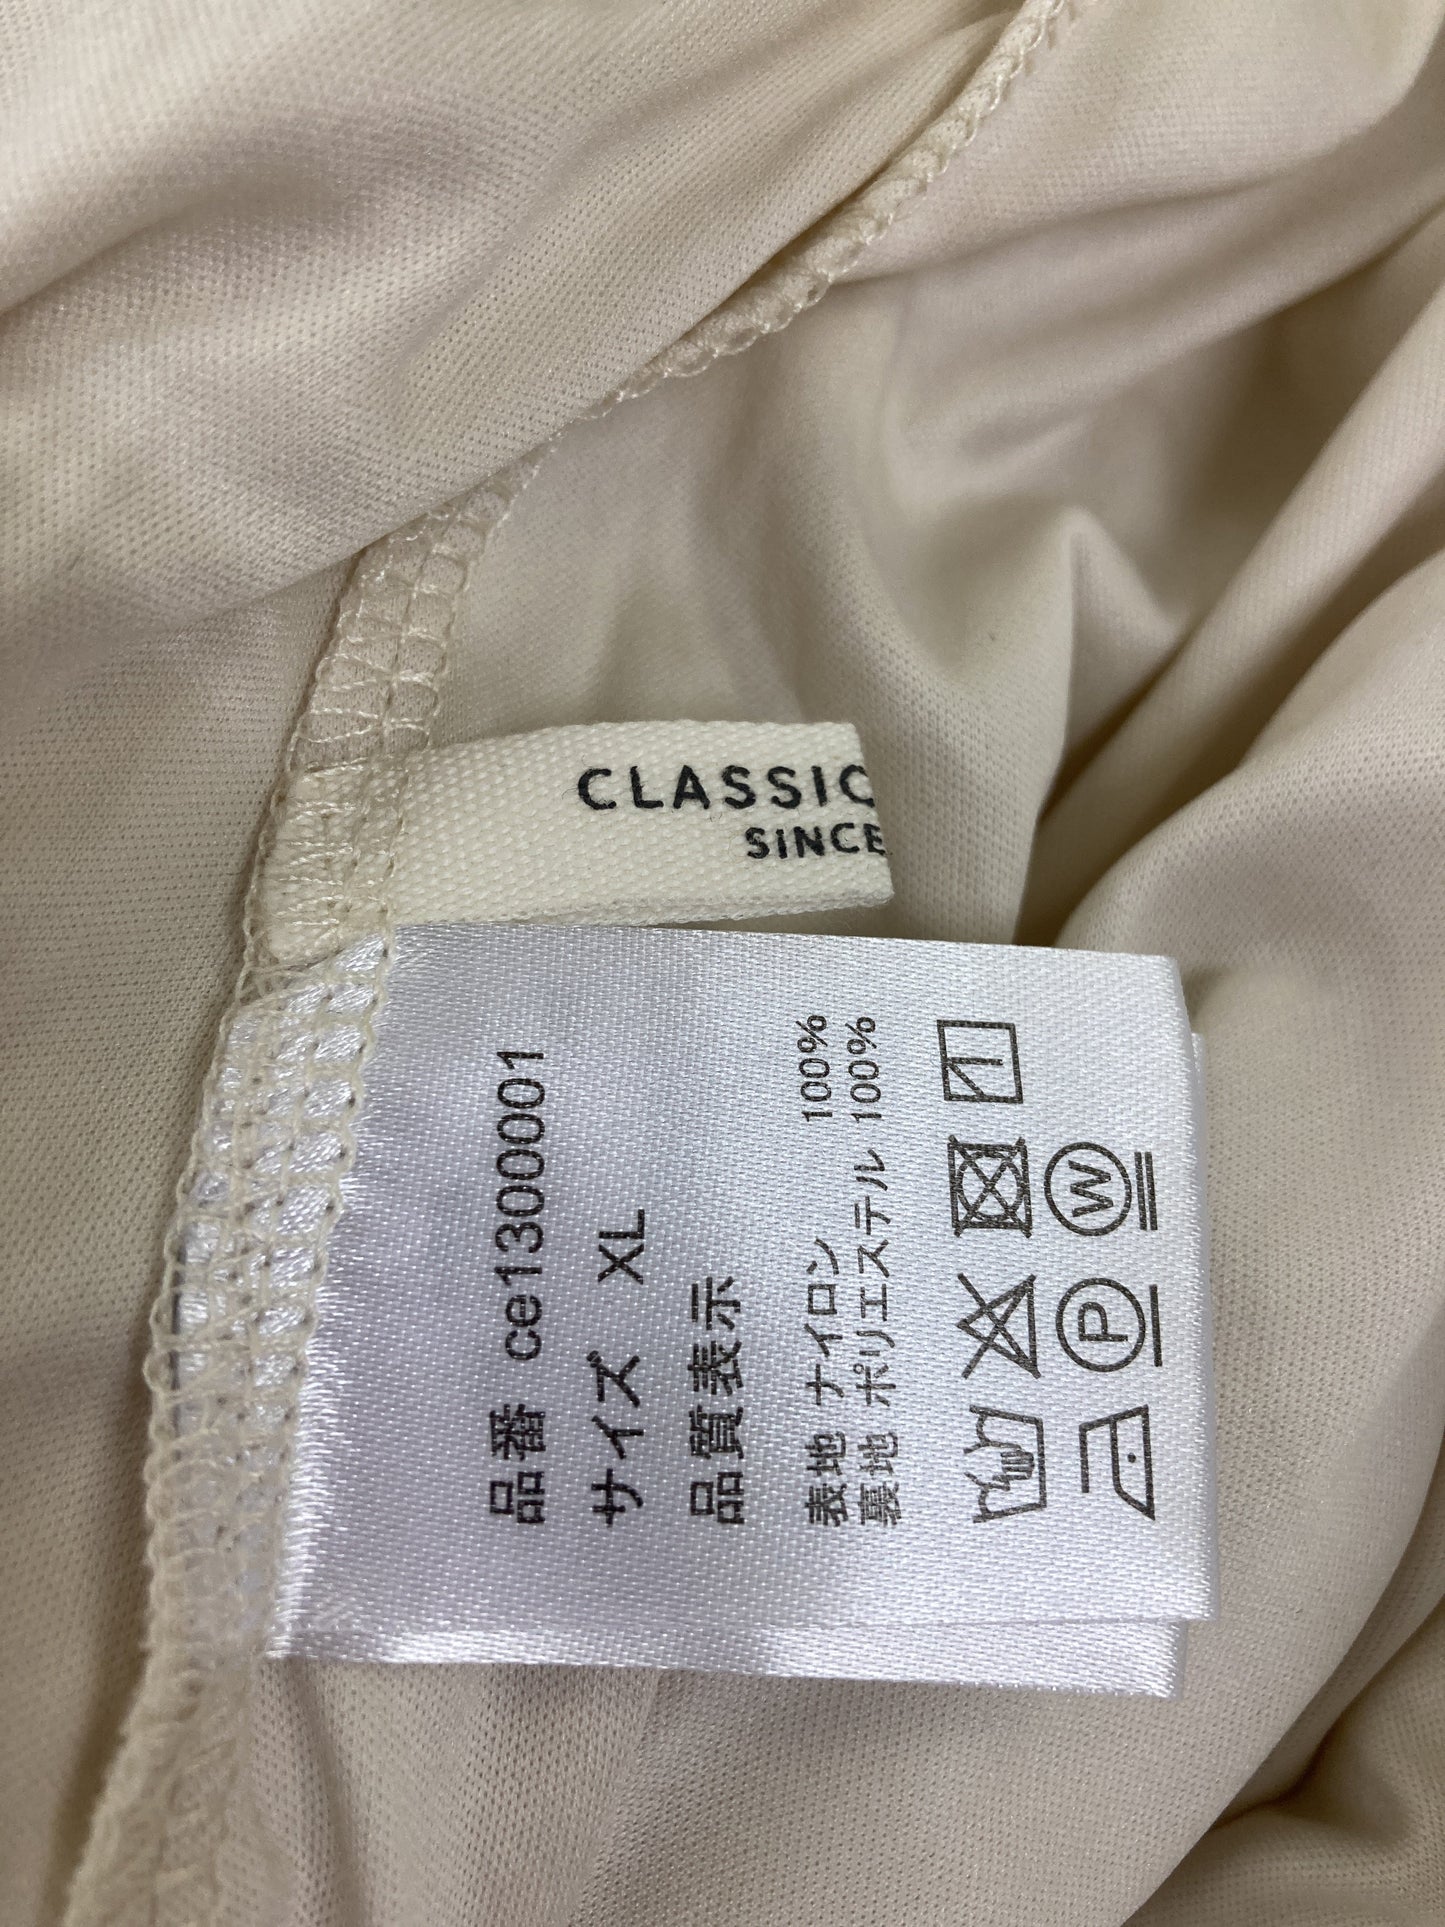 CLASSIC
SINCE
品番 ce1300001
サイズ XL
品質表示
表地 ナイロン 100%
裏地 ポリエステル 100%
W
P